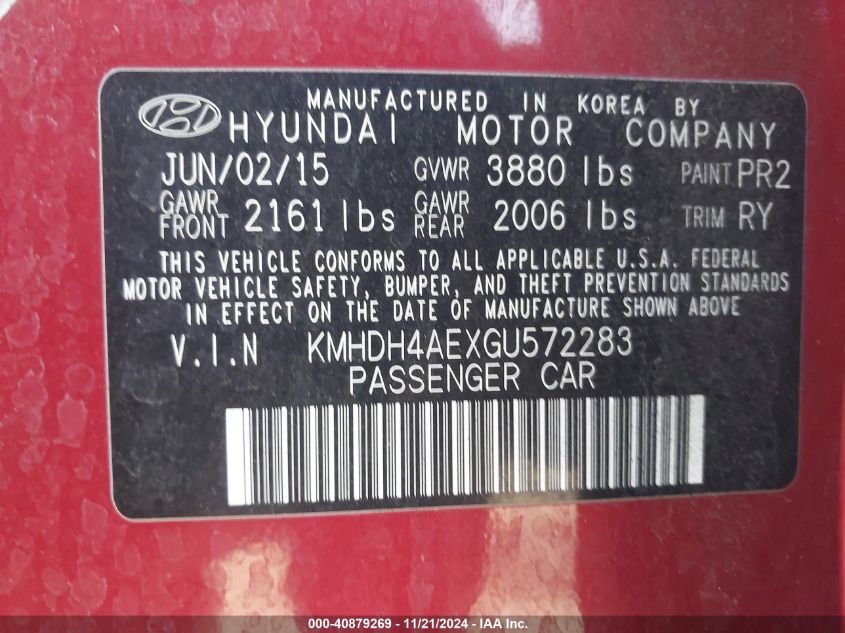 MANUFACTURED IN KOREA BY
HYUNDAI MOTOR COMPANY
JUN/02/15 GVWR 3880 lbs PAINT PR2
GAWR FRONT 2161 lbs GAWR REAR 2006 lbs TRIM RY
THIS VEHICLE CONFORMS TO ALL APPLICABLE U.S.A. FEDERAL
MOTOR VEHICLE SAFETY, BUMPER, AND THEFT PREVENTION STANDARDS
IN EFFECT ON THE DATE OF MANUFACTURE SHOWN ABOVE
V.I.N KMHDH4AEXGU572283
PASSENGER CAR
000-40879269 - 11/21/2024 - IAA Inc.